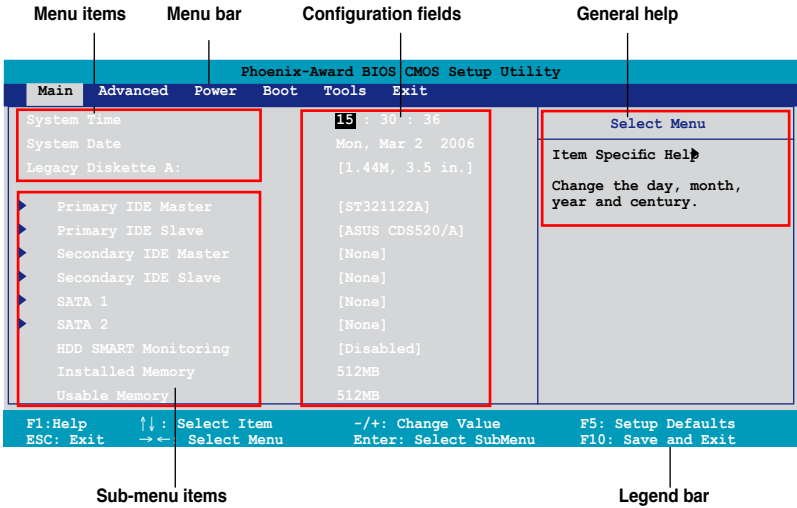 Menu items Menu bar Configuration fields General help
Phoenix-Award BIOS CMOS Setup Utility
Main Advanced Power Boot Tools Exit
System Time 15 : 30 : 36 Select Menu
System Date Mon, Mar 2 2006
Item Specific Help
Legacy Diskette A: [1.44M, 3.5 in.]
Change the day, month,
year and century.
Primary IDE Master [ST321122A]
Primary IDE Slave [ASUS CDS520/A]
Secondary IDE Master [None]
Secondary IDE Slave [None]
SATA 1 [None]
SATA 2 [None]
HDD SMART Monitoring [Disabled]
Installed Memory 512MB
Usable Memory 512MB
F1:Help ↑↓ : Select Item -/+: Change Value F5: Setup Defaults
ESC: Exit →←: Select Menu Enter: Select SubMenu F10: Save and Exit
Sub-menu items Legend bar